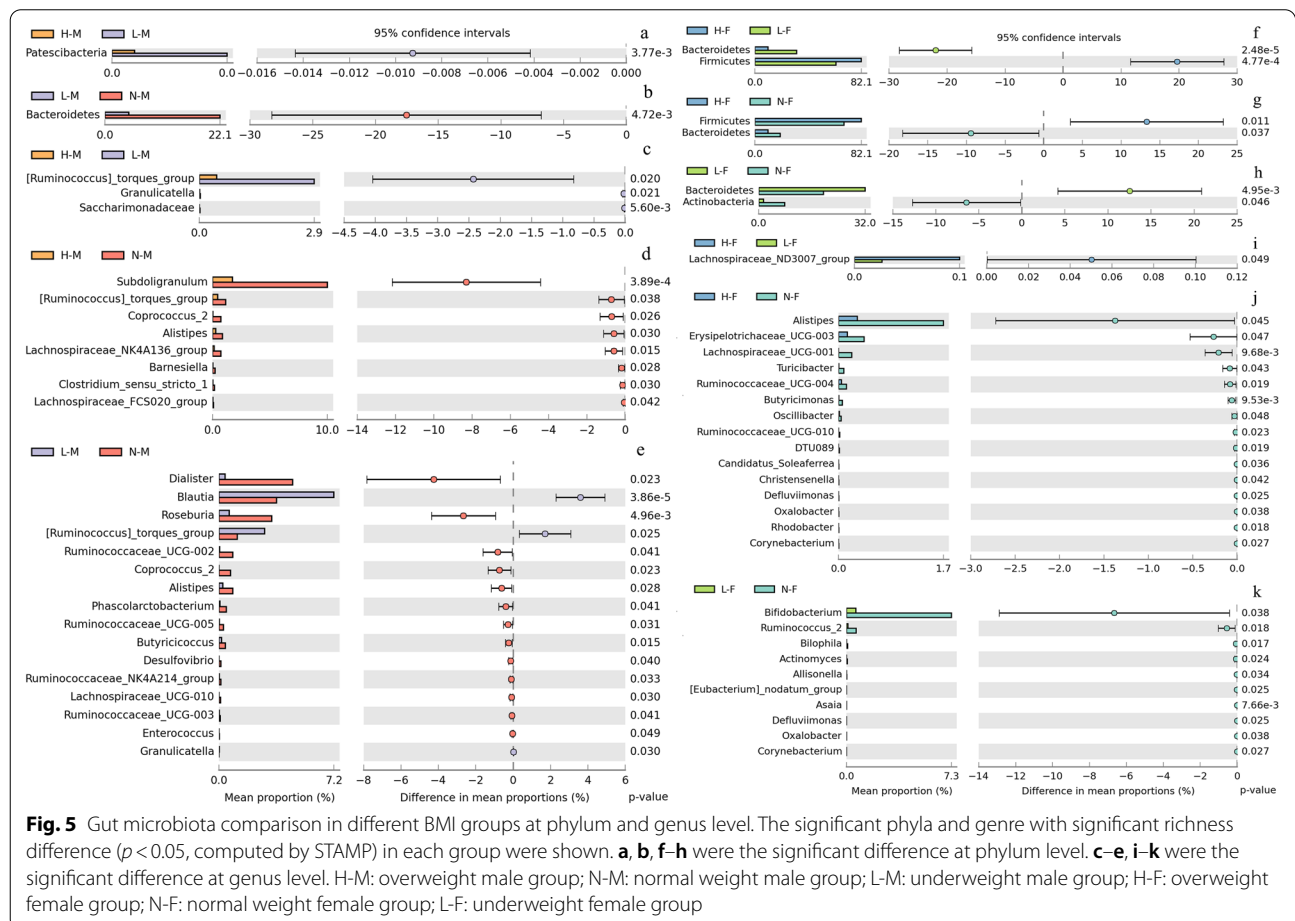 H-M L-M 95% confidence intervals a
Patescibacteria 3.77e-3
0.0 0.0 −0.016 −0.014 −0.012 −0.010 −0.008 −0.006 −0.004 −0.002 0.000
L-M N-M b
Bacteroidetes 4.72e-3
0.0 22.1 −30 −25 −20 −15 −10 −5 0
H-M L-M c
[Ruminococcus]_torques_group 0.020
Granulicatella 0.021
Saccharimonadaceae 5.60e-3
0.0 2.9 −4.5 −4.0 −3.5 −3.0 −2.5 −2.0 −1.5 −1.0 −0.5 0.0
H-M N-M d
Subdoligranulum 3.89e-4
[Ruminococcus]_torques_group 0.038
Coprococcus_2 0.026
Alistipes 0.030
Lachnospiraceae_NK4A136_group 0.015
Barnesiella 0.028
Clostridium_sensu_stricto_1 0.030
Lachnospiraceae_FCS020_group 0.042
0.0 10.0 −14 −12 −10 −8 −6 −4 −2 0
L-M N-M e
Dialister 0.023
Blautia 3.86e-5
Roseburia 4.96e-3
[Ruminococcus]_torques_group 0.025
Ruminococcaceae_UCG-002 0.041
Coprococcus_2 0.023
Alistipes 0.028
Phascolarctobacterium 0.041
Ruminococcaceae_UCG-005 0.031
Butyricicoccus 0.015
Desulfovibrio 0.040
Ruminococcaceae_NK4A214_group 0.033
Lachnospiraceae_UCG-010 0.030
Ruminococcaceae_UCG-003 0.041
Enterococcus 0.049
Granulicatella 0.030
0.0 7.2 −8 −6 −4 −2 0 2 4 6
Mean proportion (%) Difference in mean proportions (%) p-value
H-F L-F f
95% confidence intervals
Bacteroidetes 2.48e-5
Firmicutes 4.77e-4
0.0 82.1 −30 −20 −10 0 10 20 30
H-F N-F g
Firmicutes 0.011
Bacteroidetes 0.037
0.0 82.1 −20 −15 −10 −5 0 5 10 15 20 25
L-F N-F h
Bacteroidetes 4.95e-3
Actinobacteria 0.046
0.0 32.0 −15 −10 −5 0 5 10 15 20 25
H-F L-F i
Lachnospiraceae_ND3007_group 0.049
0.0 0.1 0.00 0.02 0.04 0.06 0.08 0.10 0.12
H-F N-F j
Alistipes 0.045
Erysipelotrichaceae_UCG-003 0.047
Lachnospiraceae_UCG-001 9.68e-3
Turicibacter 0.043
Ruminococcaceae_UCG-004 0.019
Butyricimonas 9.53e-3
Oscillibacter 0.048
Ruminococcaceae_UCG-010 0.023
DTU089 0.019
Candidatus_Soleaferrea 0.036
Christensenella 0.042
Defluviimonas 0.025
Oxalobacter 0.038
Rhodobacter 0.018
Corynebacterium 0.027
0.0 1.7 −3.0 −2.5 −2.0 −1.5 −1.0 −0.5 0.0
L-F N-F k
Bifidobacterium 0.038
Ruminococcus_2 0.018
Bilophila 0.017
Actinomyces 0.024
Allisonella 0.034
[Eubacterium]_nodatum_group 0.025
Asaia 7.66e-3
Defluviimonas 0.025
Oxalobacter 0.038
Corynebacterium 0.027
0.0 7.3 −14 −12 −10 −8 −6 −4 −2 0
Mean proportion (%) Difference in mean proportions (%) p-value
Fig. 5 Gut microbiota comparison in different BMI groups at phylum and genus level. The significant phyla and genre with significant richness
difference (p < 0.05, computed by STAMP) in each group were shown. a, b, f–h were the significant difference at phylum level. c–e, i–k were the
significant difference at genus level. H-M: overweight male group; N-M: normal weight male group; L-M: underweight male group; H-F: overweight
female group; N-F: normal weight female group; L-F: underweight female group